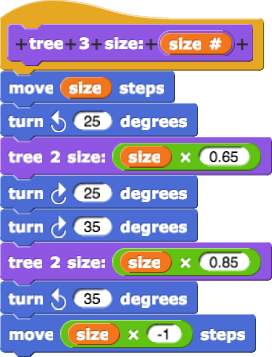 + tree + 3 + size: + size # +
move size steps
turn ↺ 25 degrees
tree 2 size: size × 0.65
turn ↻ 25 degrees
turn ↻ 35 degrees
tree 2 size: size × 0.85
turn ↺ 35 degrees
move size × -1 steps